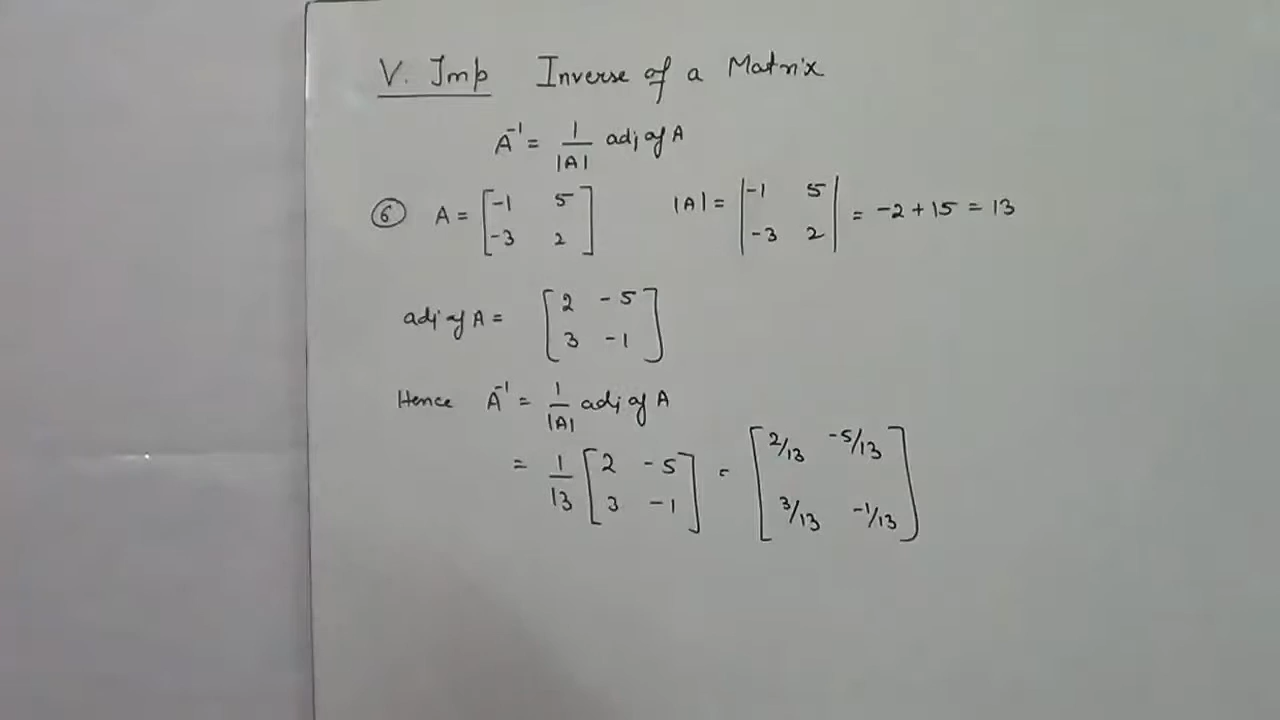 V. Imp Inverse of a Matrix
A⁻¹ = 1/|A| adj of A
⑥ A = [-1 5; -3 2] |A| = |-1 5; -3 2| = -2 + 15 = 13
adj of A = [2 -5; 3 -1]
Hence A⁻¹ = 1/|A| adj of A
= 1/13 [2 -5; 3 -1] = [2/13 -5/13; 3/13 -1/13]